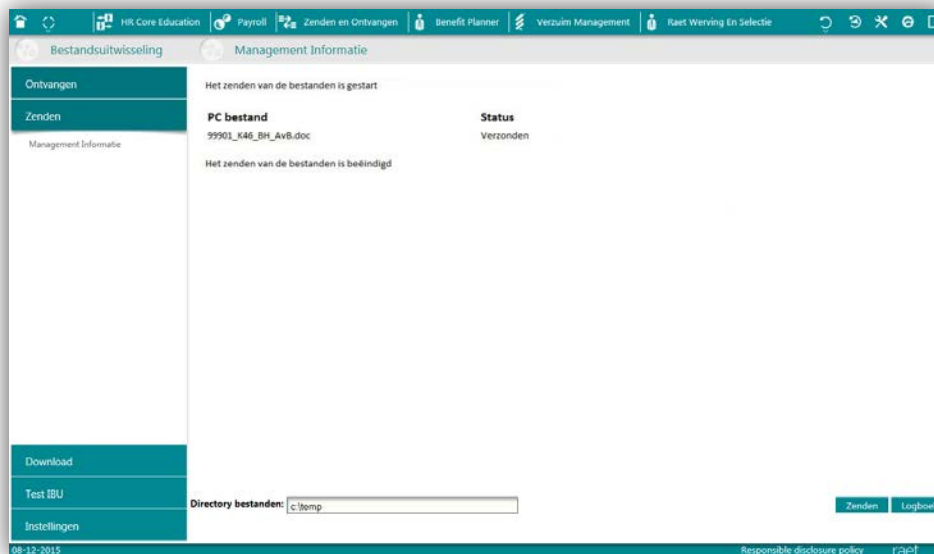 HR Core Education Payroll Zenden en Ontvangen Benefit Planner Verzuim Management Raet Werving En Selectie
Bestandsuitwisseling Management Informatie
Ontvangen
Zenden
Management Informatie
Het zenden van de bestanden is gestart
PC bestand Status
99901_K46_BH_AvB.doc Verzonden
Het zenden van de bestanden is beëindigd
Download
Test IBU
Instellingen
Directory bestanden: c:\temp
Zenden Logboe
08-12-2015 Responsible disclosure policy raet